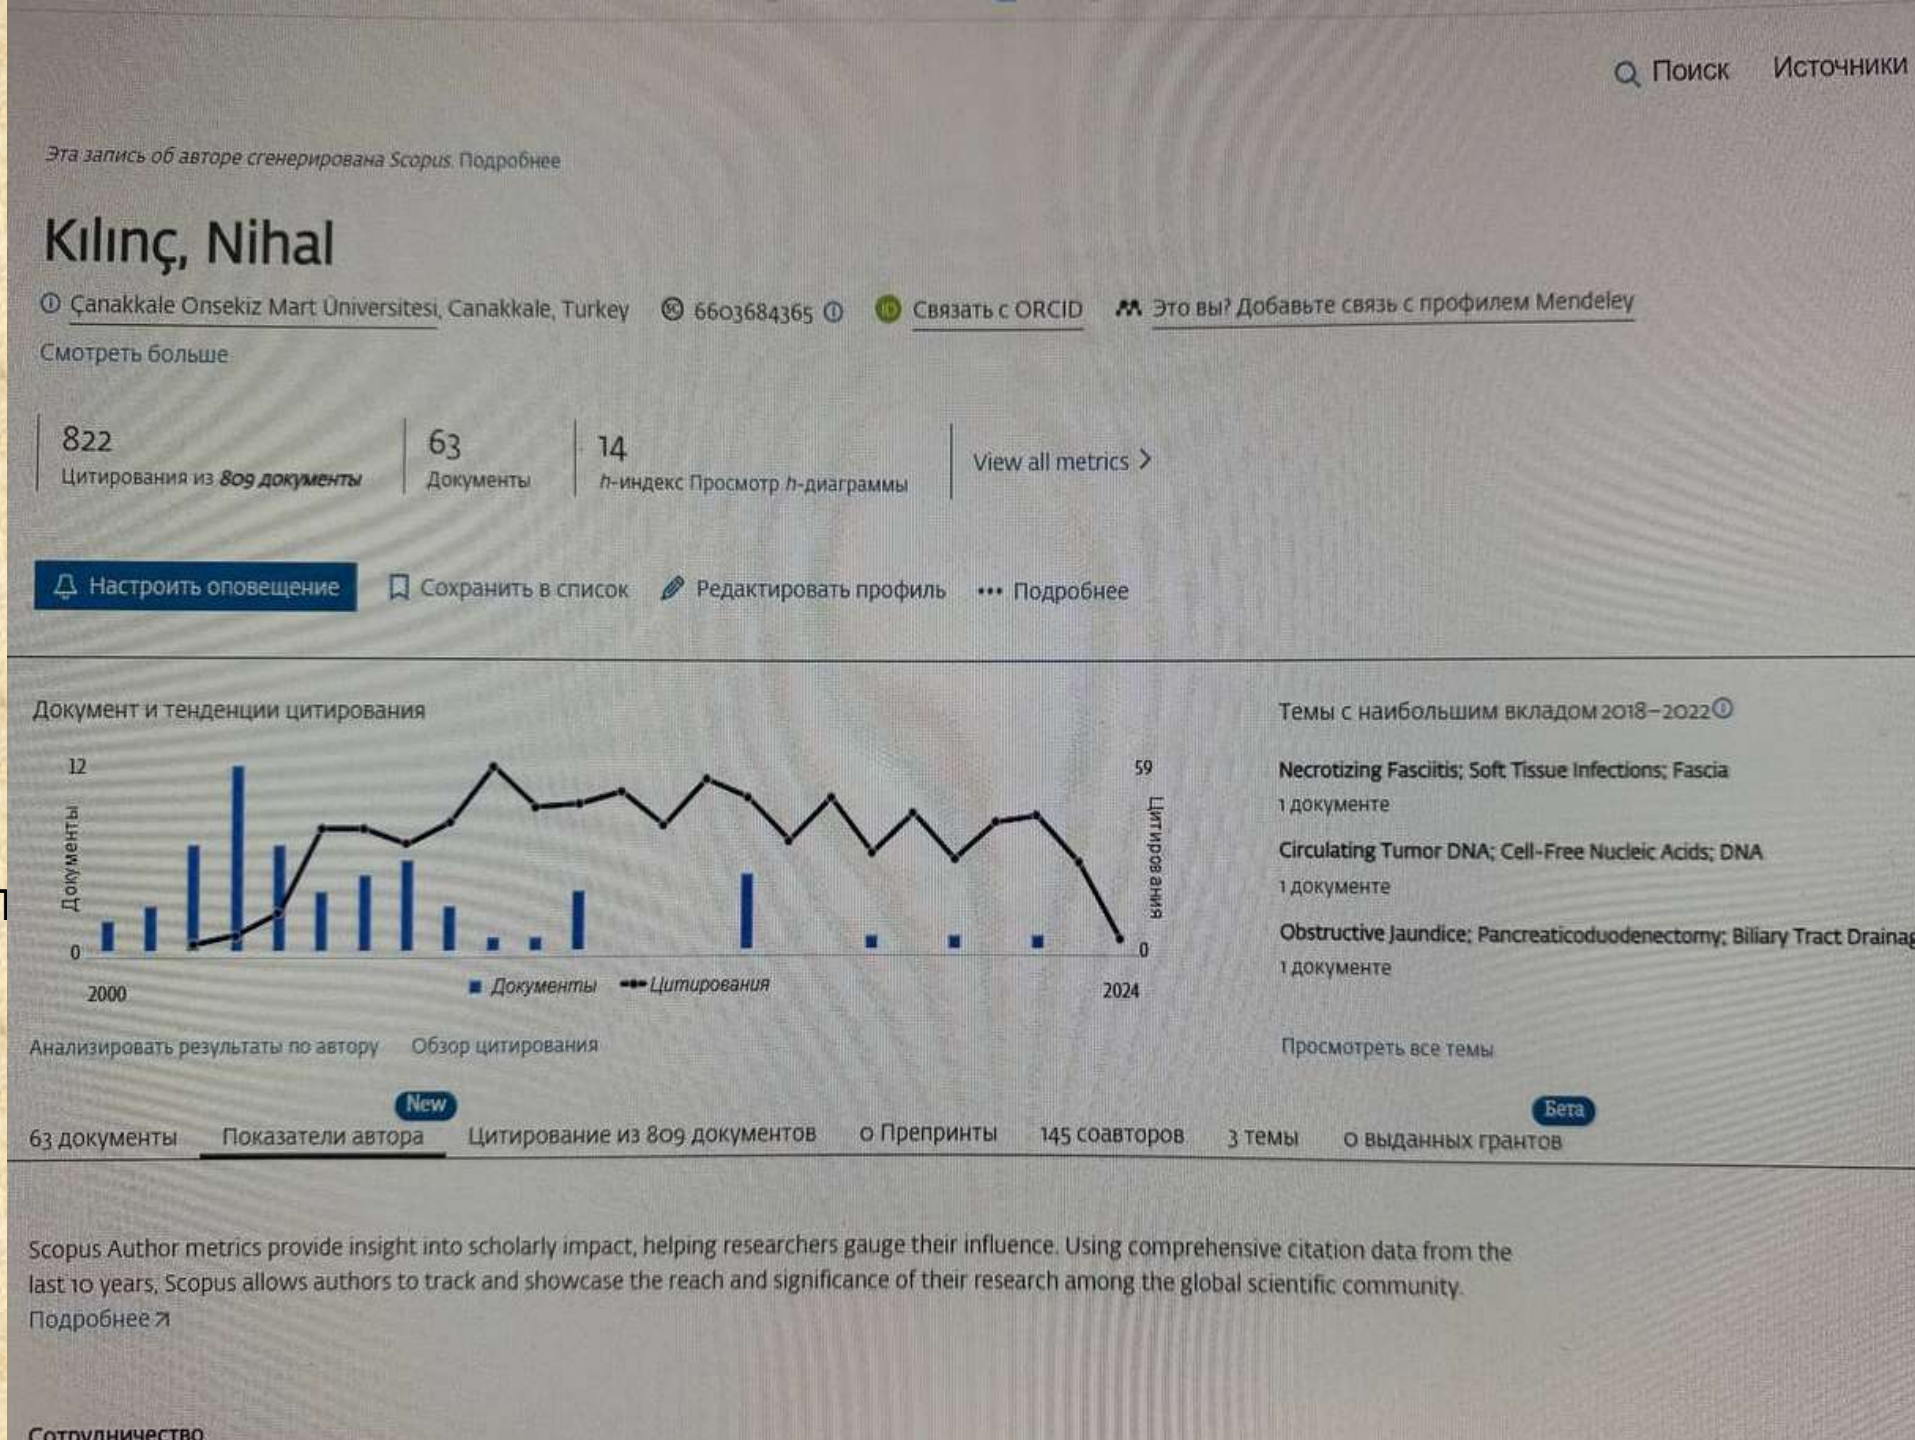 Поиск Источники
Эта запись об авторе сгенерирована Scopus. Подробнее
Kılınç, Nihal
Çanakkale Onsekiz Mart Üniversitesi, Canakkale, Turkey 6603684365 Связать с ORCID Это вы? Добавьте связь с профилем Mendeley
Смотреть больше
822 63 14
Цитирования из 809 документы Документы h-индекс Просмотр h-диаграммы View all metrics >
Настроить оповещение Сохранить в список Редактировать профиль ••• Подробнее
Документ и тенденции цитирования
12 59
Документы Цитирования
0 0
2000 2024
Документы Цитирования
Анализировать результаты по автору Обзор цитирования
Темы с наибольшим вкладом 2018–2022
Necrotizing Fasciitis; Soft Tissue Infections; Fascia
1 документе
Circulating Tumor DNA; Cell-Free Nucleic Acids; DNA
1 документе
Obstructive Jaundice; Pancreaticoduodenectomy; Biliary Tract Drainag
1 документе
Просмотреть все темы
New Бета
63 документы Показатели автора Цитирование из 809 документов 0 Препринты 145 соавторов 3 темы 0 выданных грантов
Scopus Author metrics provide insight into scholarly impact, helping researchers gauge their influence. Using comprehensive citation data from the
last 10 years, Scopus allows authors to track and showcase the reach and significance of their research among the global scientific community.
Подробнее
Сотрудничество